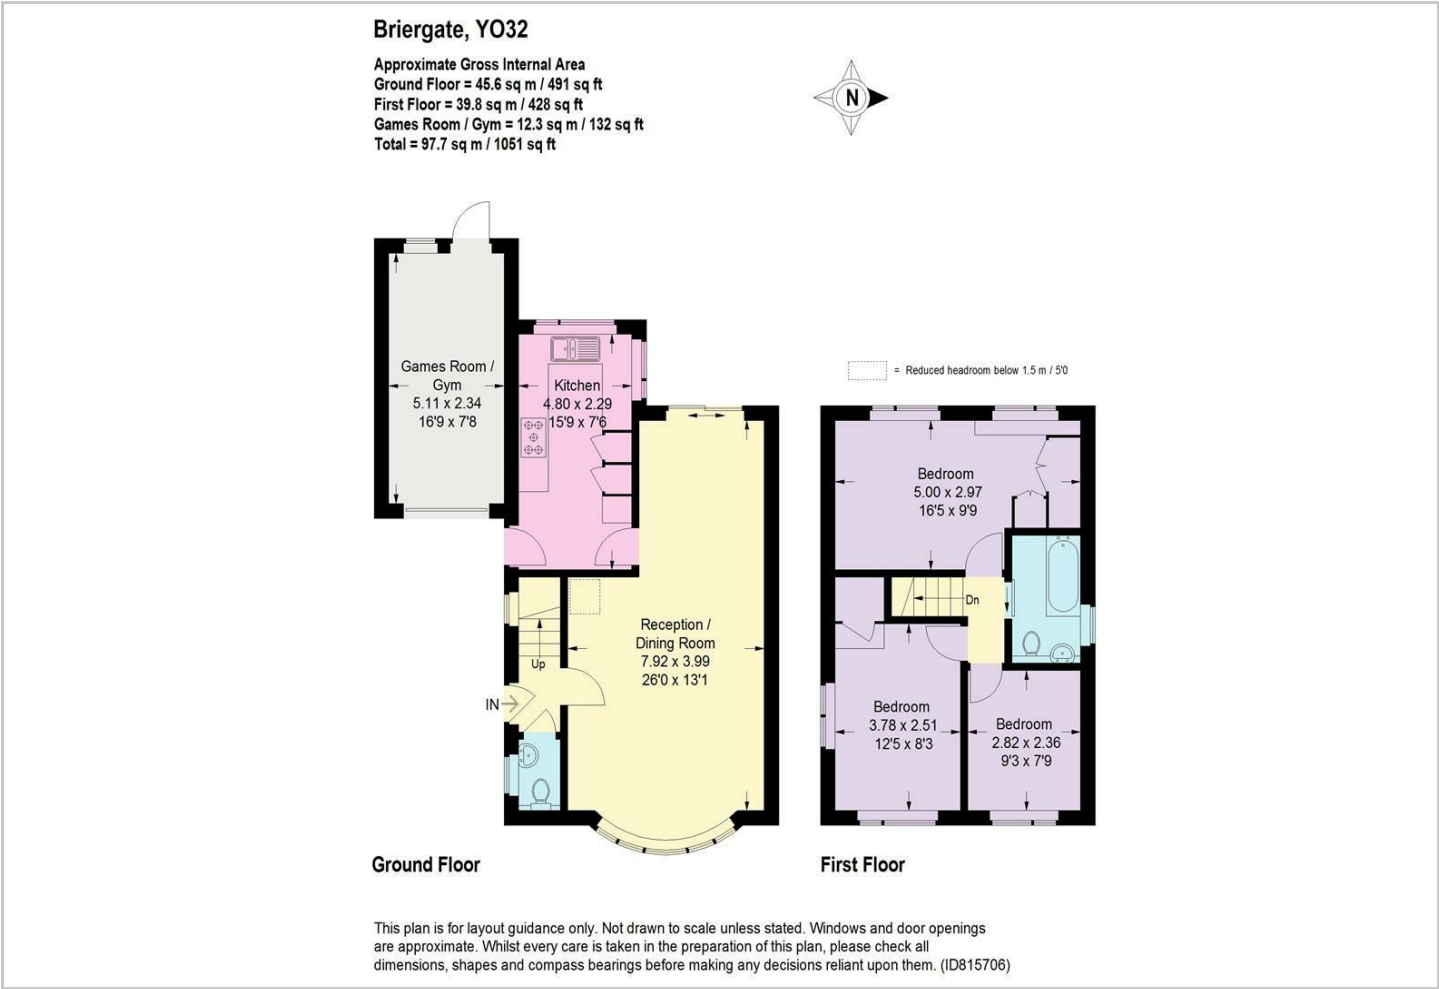 Briergate, YO32
Approximate Gross Internal Area
Ground Floor = 45.6 sq m / 491 sq ft
First Floor = 39.8 sq m / 428 sq ft
Games Room / Gym = 12.3 sq m / 132 sq ft
Total = 97.7 sq m / 1051 sq ft
N
= Reduced headroom below 1.5 m / 5'0
Games Room /
Gym
5.11 x 2.34
16'9 x 7'8
Kitchen
4.80 x 2.29
15'9 x 7'6
Reception /
Dining Room
7.92 x 3.99
26'0 x 13'1
Up
IN
Bedroom
5.00 x 2.97
16'5 x 9'9
Dn
Bedroom
3.78 x 2.51
12'5 x 8'3
Bedroom
2.82 x 2.36
9'3 x 7'9
Ground Floor
First Floor
This plan is for layout guidance only. Not drawn to scale unless stated. Windows and door openings
are approximate. Whilst every care is taken in the preparation of this plan, please check all
dimensions, shapes and compass bearings before making any decisions reliant upon them. (ID815706)